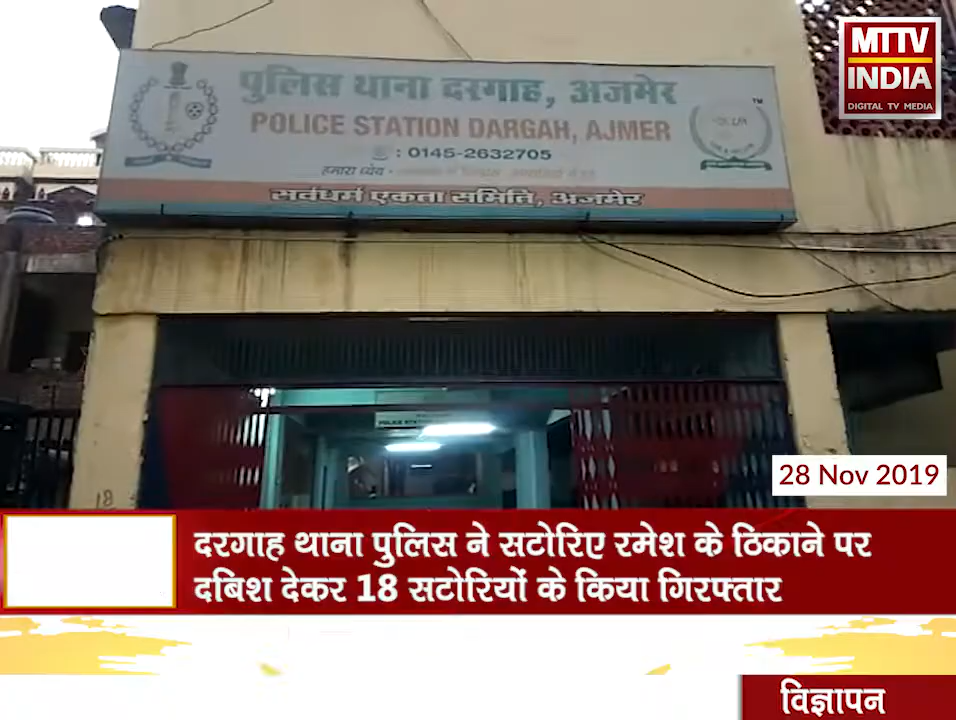 MTTV
INDIA
DIGITAL TV MEDIA
पुलिस थाना दरगाह, अजमेर
POLICE STATION DARGAH, AJMER
: 0145-2632705
हमारा ध्येय -
सर्वधर्म एकता समिति, अजमेर
28 Nov 2019
दरगाह थाना पुलिस ने सटोरिए रमेश के ठिकाने पर
दबिश देकर 18 सटोरियों के किया गिरफ्तार
विज्ञापन